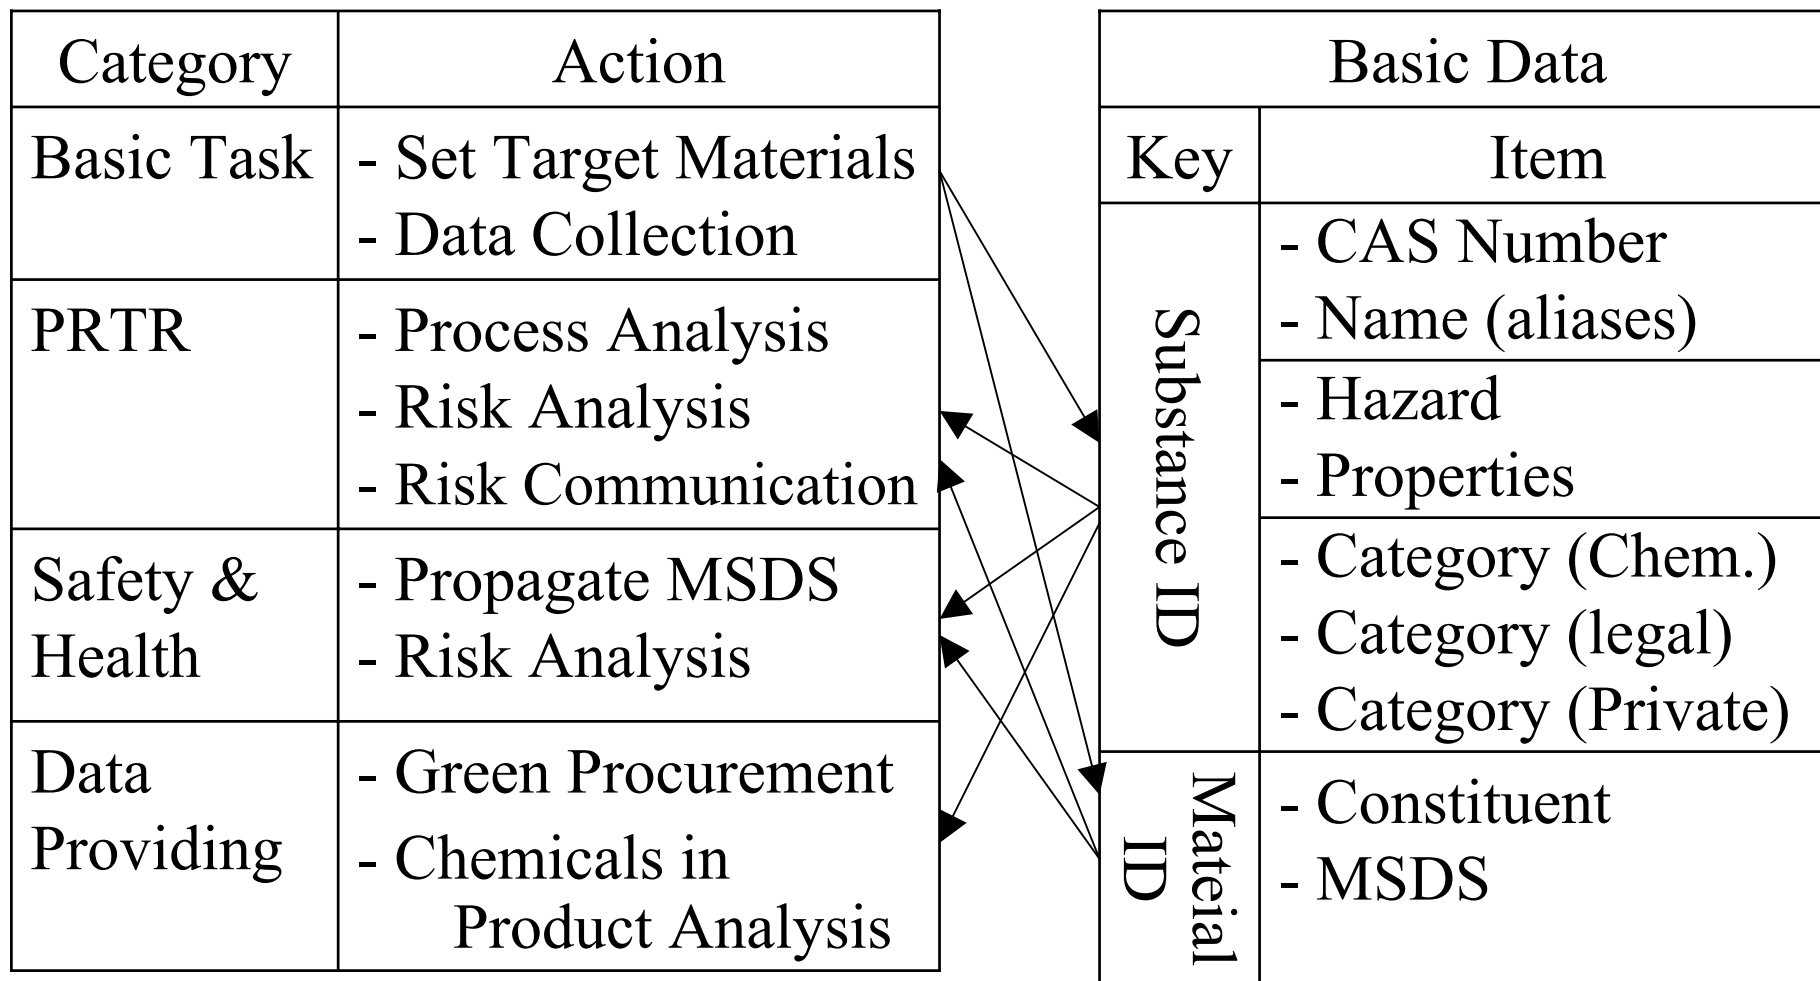 Category
Action
Basic Task
- Set Target Materials
- Data Collection
PRTR
- Process Analysis
- Risk Analysis
- Risk Communication
Safety &
Health
- Propagate MSDS
- Risk Analysis
Data
Providing
- Green Procurement
- Chemicals in
Product Analysis
Basic Data
Key
Item
Substance ID
- CAS Number
- Name (aliases)
- Hazard
- Properties
- Category (Chem.)
- Category (legal)
- Category (Private)
Mateial
ID
- Constituent
- MSDS